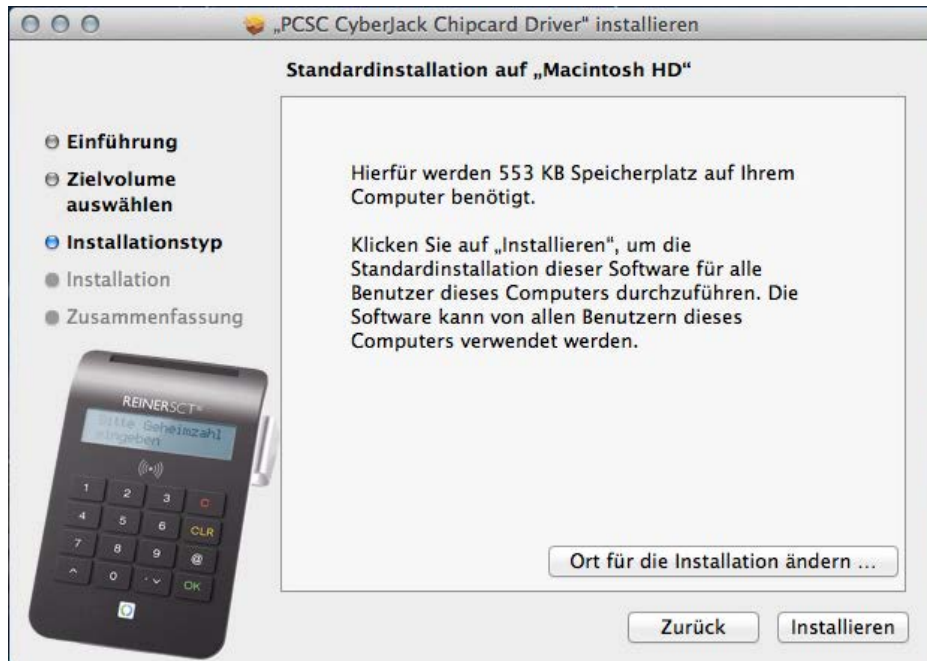 „PCSC CyberJack Chipcard Driver“ installieren
Standardinstallation auf „Macintosh HD“
Einführung
Zielvolume
auswählen
Installationstyp
Installation
Zusammenfassung
Hierfür werden 553 KB Speicherplatz auf Ihrem
Computer benötigt.
Klicken Sie auf „Installieren“, um die
Standardinstallation dieser Software für alle
Benutzer dieses Computers durchzuführen. Die
Software kann von allen Benutzern dieses
Computers verwendet werden.
REINERSCT®
Bitte Geheimzahl
eingeben
1 2 3 C
4 5 6 CLR
7 8 9 @
^ 0 . ˅ OK
Ort für die Installation ändern ...
Zurück Installieren